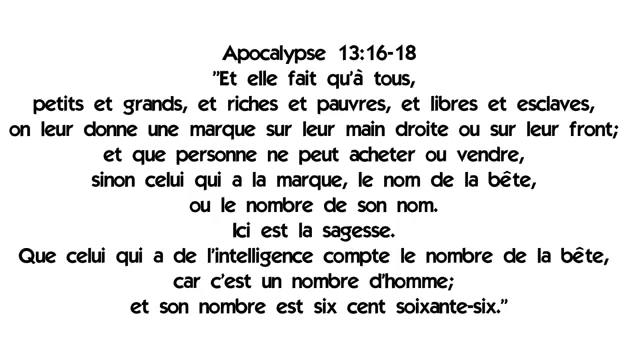 Apocalypse 13:16-18
"Et elle fait qu'à tous,
petits et grands, et riches et pauvres, et libres et esclaves,
on leur donne une marque sur leur main droite ou sur leur front;
et que personne ne peut acheter ou vendre,
sinon celui qui a la marque, le nom de la bête,
ou le nombre de son nom.
Ici est la sagesse.
Que celui qui a de l'intelligence compte le nombre de la bête,
car c'est un nombre d'homme;
et son nombre est six cent soixante-six."